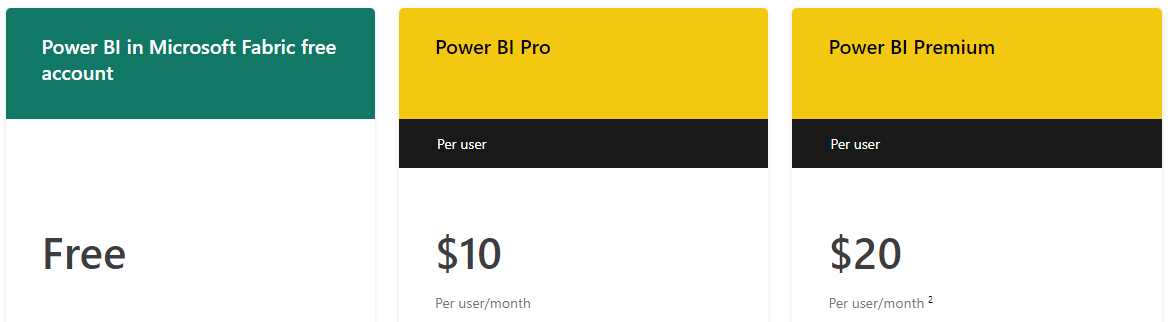 Power BI in Microsoft Fabric free
account
Free
Power BI Pro
Per user
$10
Per user/month
Power BI Premium
Per user
$20
Per user/month 2